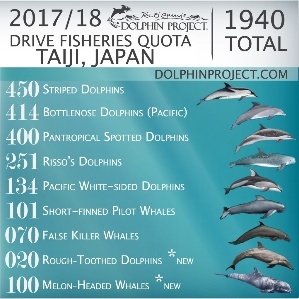 2017/18
Ric O'Barry's
DOLPHIN PROJECT.
DRIVE FISHERIES QUOTA
TAIJI, JAPAN
1940
TOTAL
DOLPHINPROJECT.COM
450 STRIPED DOLPHINS
414 BOTTLENOSE DOLPHINS (PACIFIC)
400 PANTROPICAL SPOTTED DOLPHINS
251 RISSO'S DOLPHINS
134 PACIFIC WHITE-SIDED DOLPHINS
101 SHORT-FINNED PILOT WHALES
070 FALSE KILLER WHALES
020 ROUGH-TOOTHED DOLPHINS *NEW
100 MELON-HEADED WHALES *NEW